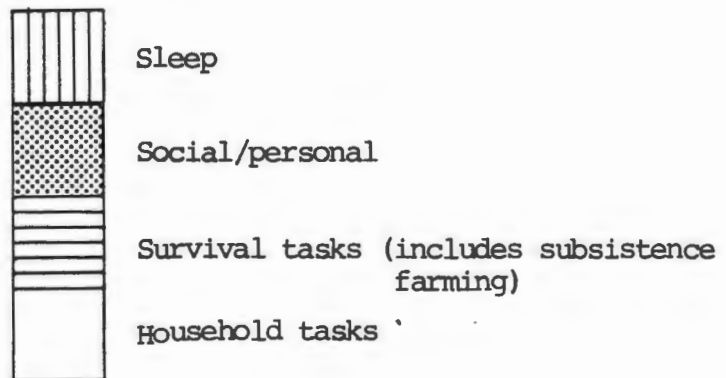 Sleep
Social/personal
Survival tasks (includes subsistence
farming)
Household tasks